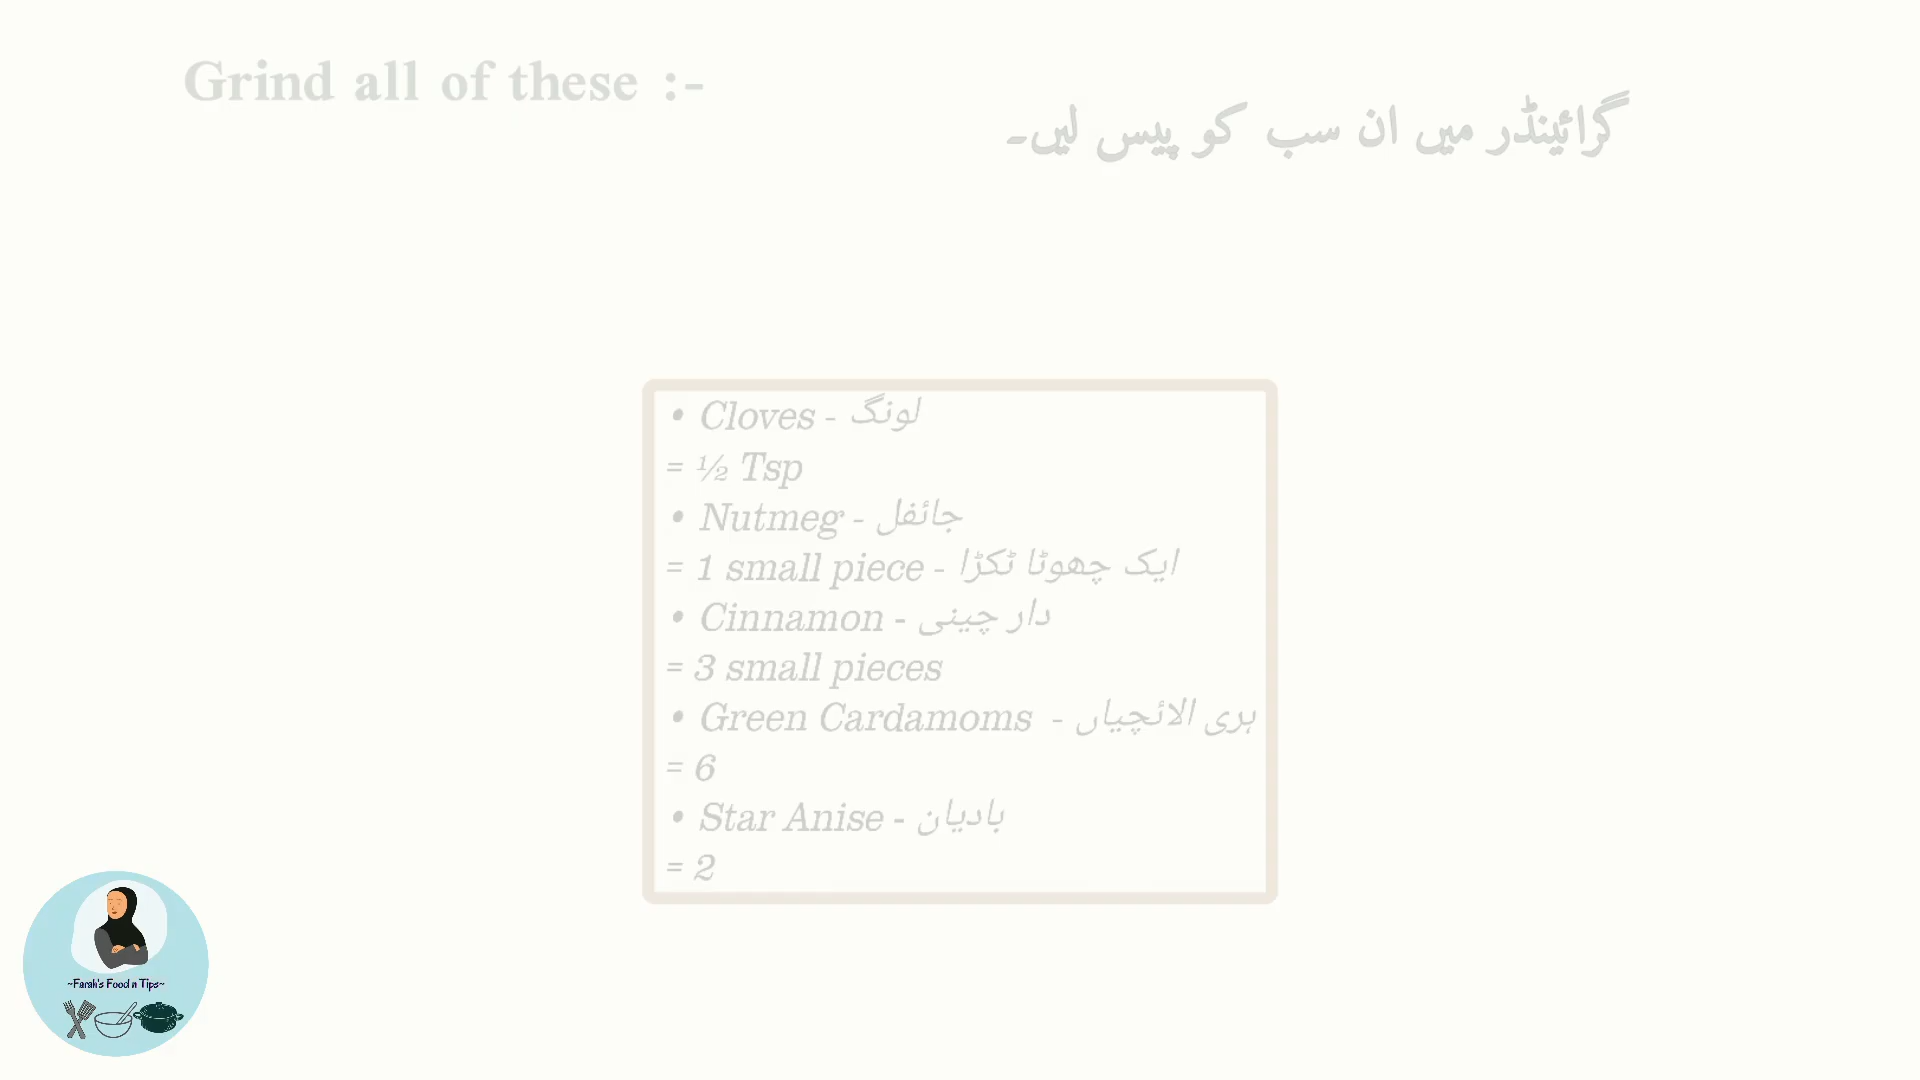 Grind all of these :-
گرائینڈر میں ان سب کو پیس لیں۔
• Cloves - لونگ
= ½ Tsp
• Nutmeg - جائفل
= 1 small piece - ایک چھوٹا ٹکڑا
• Cinnamon - دار چینی
= 3 small pieces
• Green Cardamoms - ہری الائچیاں
= 6
• Star Anise - بادیان
= 2
~Farah's Food n Tips~